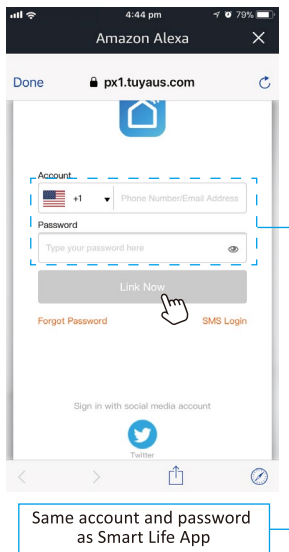 4:44 pm
79%
Amazon Alexa
Done
px1.tuyaus.com
Account
+1
Phone Number/Email Address
Password
Type your password here
Link Now
Forgot Password
SMS Login
Sign in with social media account
Twitter
Same account and password
as Smart Life App